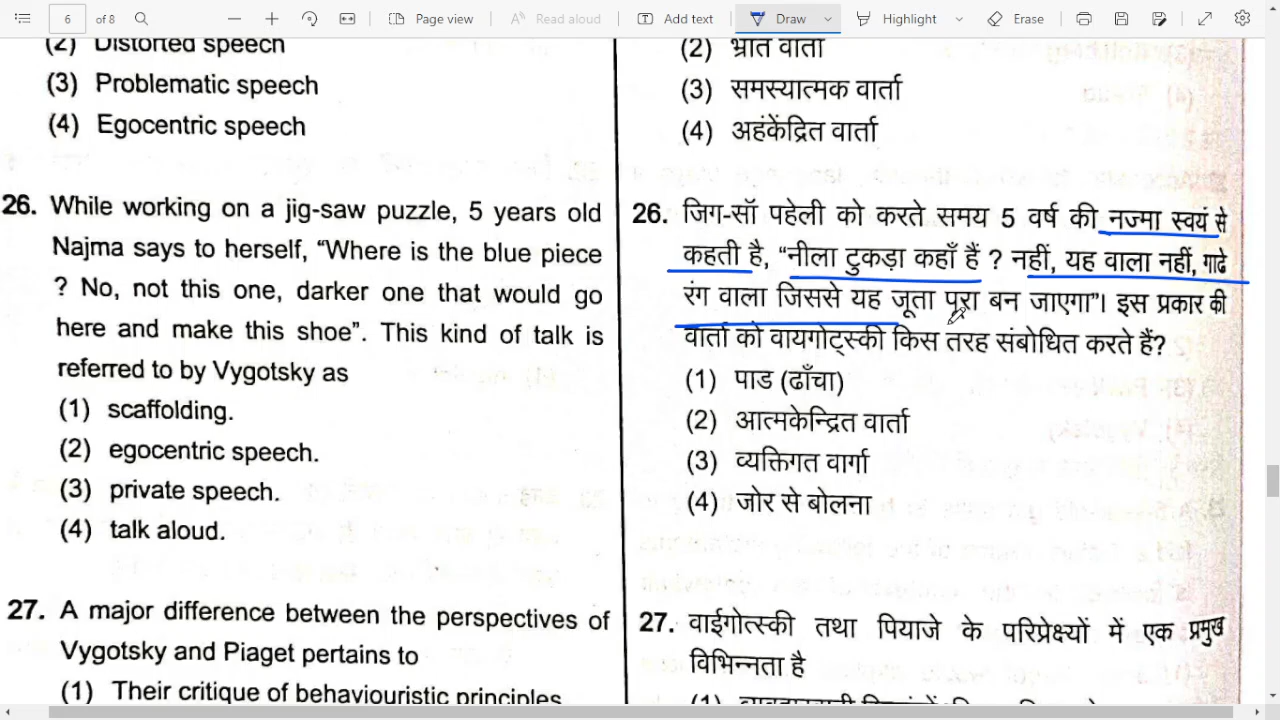 6 of 8 Page view Read aloud Add text Draw Highlight Erase
(2) Distorted speech
(3) Problematic speech
(4) Egocentric speech
26. While working on a jig-saw puzzle, 5 years old
Najma says to herself, “Where is the blue piece
? No, not this one, darker one that would go
here and make this shoe”. This kind of talk is
referred to by Vygotsky as
(1) scaffolding.
(2) egocentric speech.
(3) private speech.
(4) talk aloud.
27. A major difference between the perspectives of
Vygotsky and Piaget pertains to
(1) Their critique of behaviouristic principles
(2) भ्रांत वार्ता
(3) समस्यात्मक वार्ता
(4) अहंकेंद्रित वार्ता
26. जिग-सॉ पहेली को करते समय 5 वर्ष की नज्मा स्वयं से
कहती है, “नीला टुकड़ा कहाँ हैं ? नहीं, यह वाला नहीं, गाढे
रंग वाला जिससे यह जूता पूरा बन जाएगा”। इस प्रकार की
वार्ता को वायगोट्स्की किस तरह संबोधित करते हैं?
(1) पाड (ढाँचा)
(2) आत्मकेन्द्रित वार्ता
(3) व्यक्तिगत वार्गा
(4) जोर से बोलना
27. वाईगोत्स्की तथा पियाजे के परिप्रेक्ष्यों में एक प्रमुख
विभिन्नता है
(1)